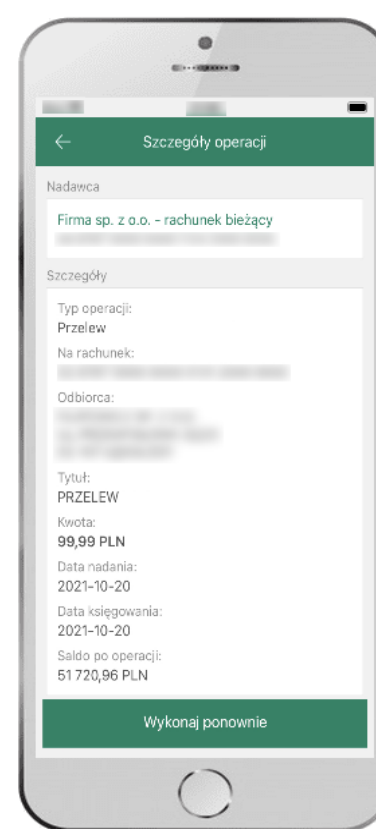 Szczegóły operacji
Nadawca
Firma sp. z o.o. - rachunek bieżący
Szczegóły
Typ operacji:
Przelew
Na rachunek:
Odbiorca:
Tytuł:
PRZELEW
Kwota:
99,99 PLN
Data nadania:
2021-10-20
Data księgowania:
2021-10-20
Saldo po operacji:
51 720,96 PLN
Wykonaj ponownie